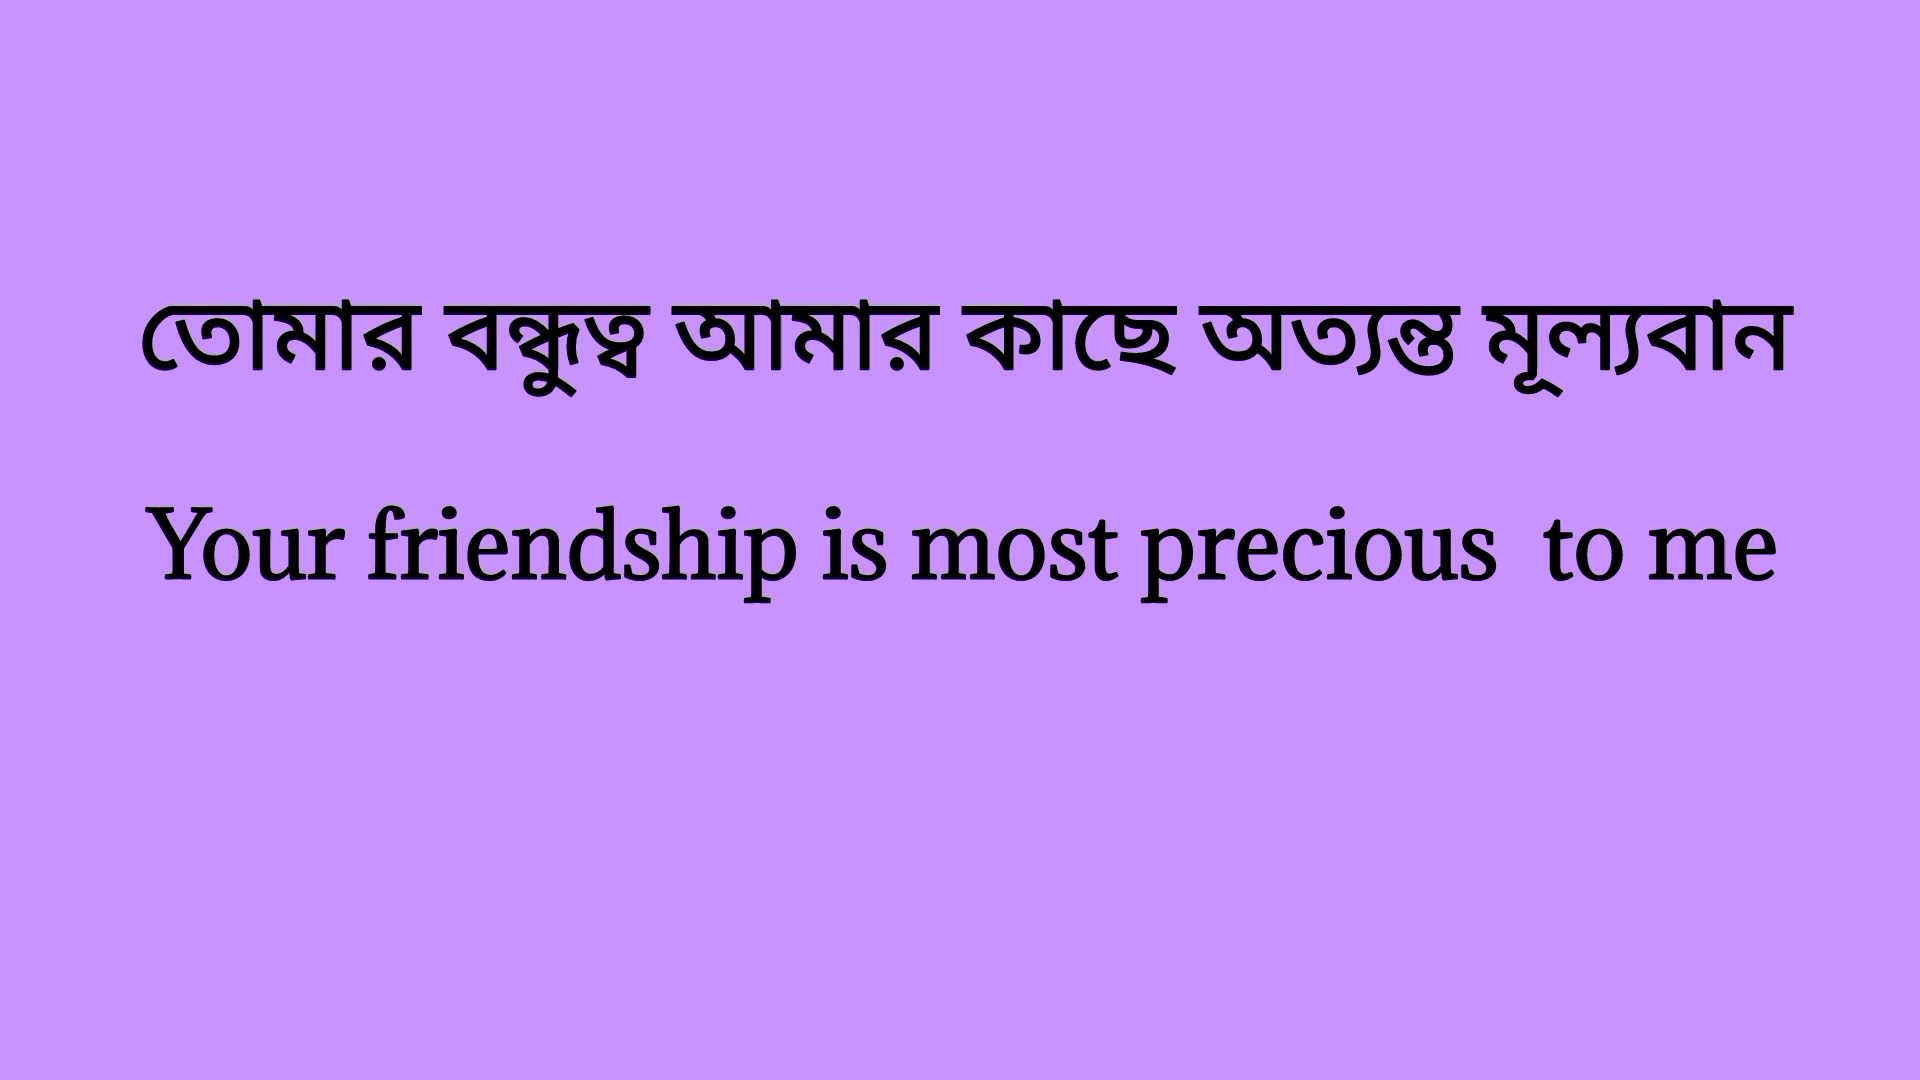 তোমার বন্ধুত্ব আমার কাছে অত্যন্ত মূল্যবান
Your friendship is most precious  to me